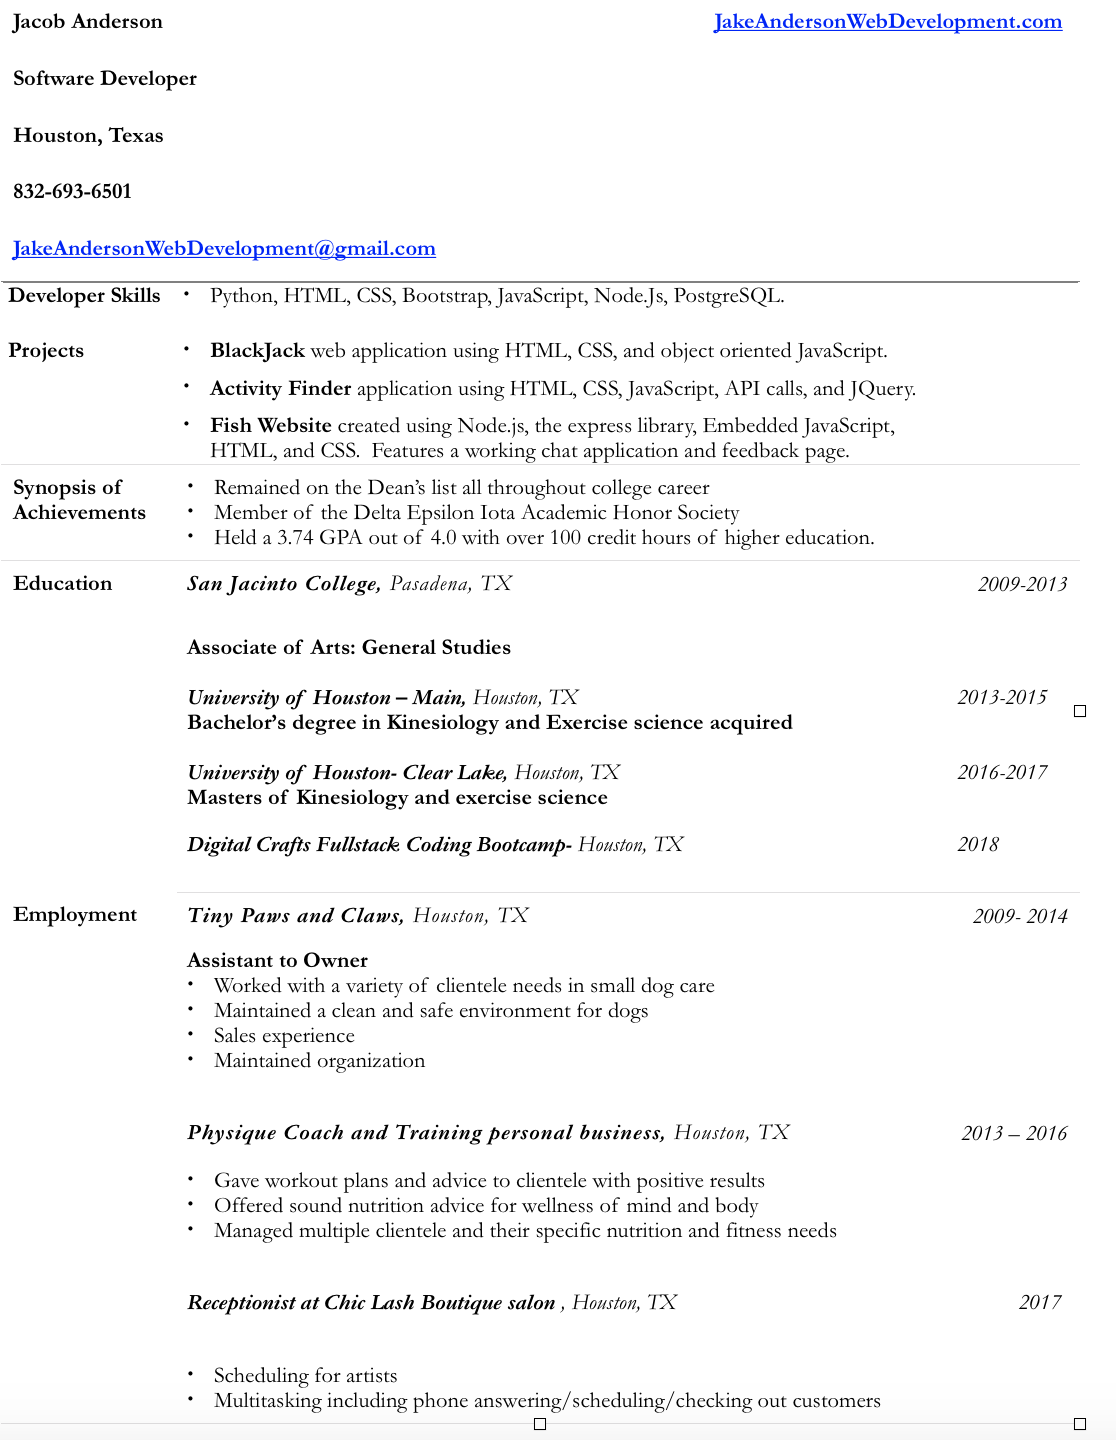 Jacob Anderson JakeAndersonWebDevelopment.com
Software Developer
Houston, Texas
832-693-6501
JakeAndersonWebDevelopment@gmail.com
Developer Skills • Python, HTML, CSS, Bootstrap, JavaScript, Node.Js, PostgreSQL.
Projects • BlackJack web application using HTML, CSS, and object oriented JavaScript.
• Activity Finder application using HTML, CSS, JavaScript, API calls, and JQuery.
• Fish Website created using Node.js, the express library, Embedded JavaScript,
HTML, and CSS.  Features a working chat application and feedback page.
Synopsis of • Remained on the Dean’s list all throughout college career
Achievements • Member of the Delta Epsilon Iota Academic Honor Society
• Held a 3.74 GPA out of 4.0 with over 100 credit hours of higher education.
Education San Jacinto College, Pasadena, TX 2009-2013
Associate of Arts: General Studies
University of Houston – Main, Houston, TX 2013-2015
Bachelor’s degree in Kinesiology and Exercise science acquired
University of Houston- Clear Lake, Houston, TX 2016-2017
Masters of Kinesiology and exercise science
Digital Crafts Fullstack Coding Bootcamp- Houston, TX 2018
Employment Tiny Paws and Claws, Houston, TX 2009- 2014
Assistant to Owner
• Worked with a variety of clientele needs in small dog care
• Maintained a clean and safe environment for dogs
• Sales experience
• Maintained organization
Physique Coach and Training personal business, Houston, TX 2013 – 2016
• Gave workout plans and advice to clientele with positive results
• Offered sound nutrition advice for wellness of mind and body
• Managed multiple clientele and their specific nutrition and fitness needs
Receptionist at Chic Lash Boutique salon , Houston, TX 2017
• Scheduling for artists
• Multitasking including phone answering/scheduling/checking out customers